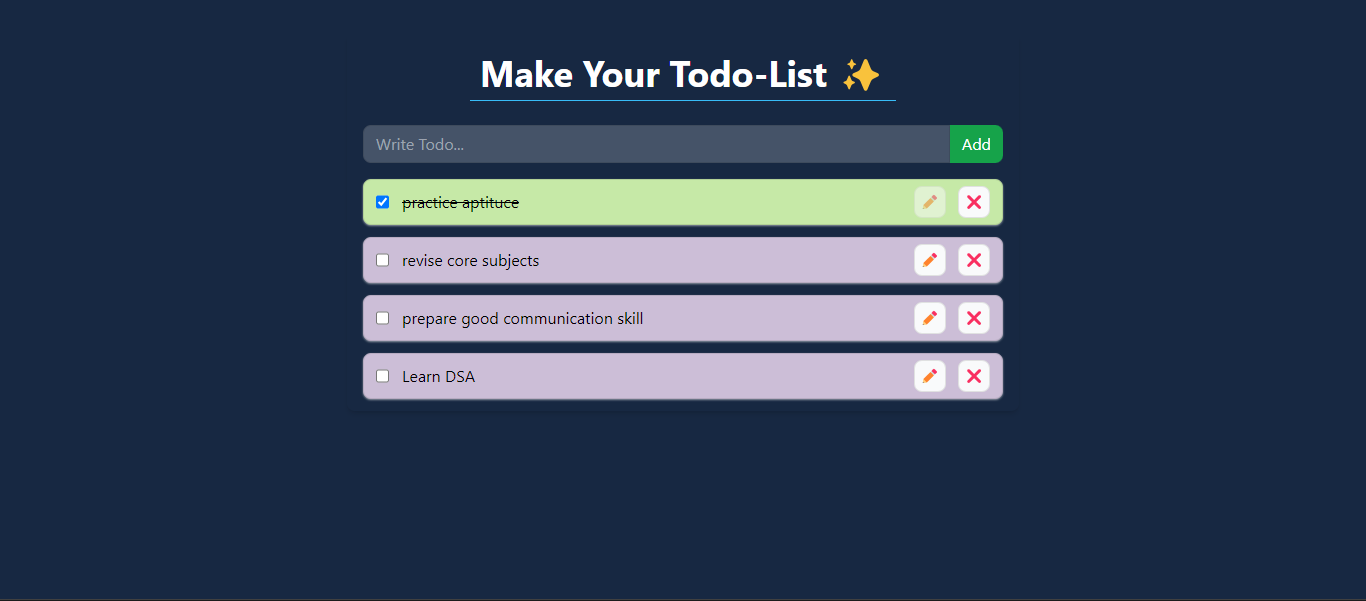 Make Your Todo-List ✨
Write Todo...
Add
practice aptituce
revise core subjects
prepare good communication skill
Learn DSA